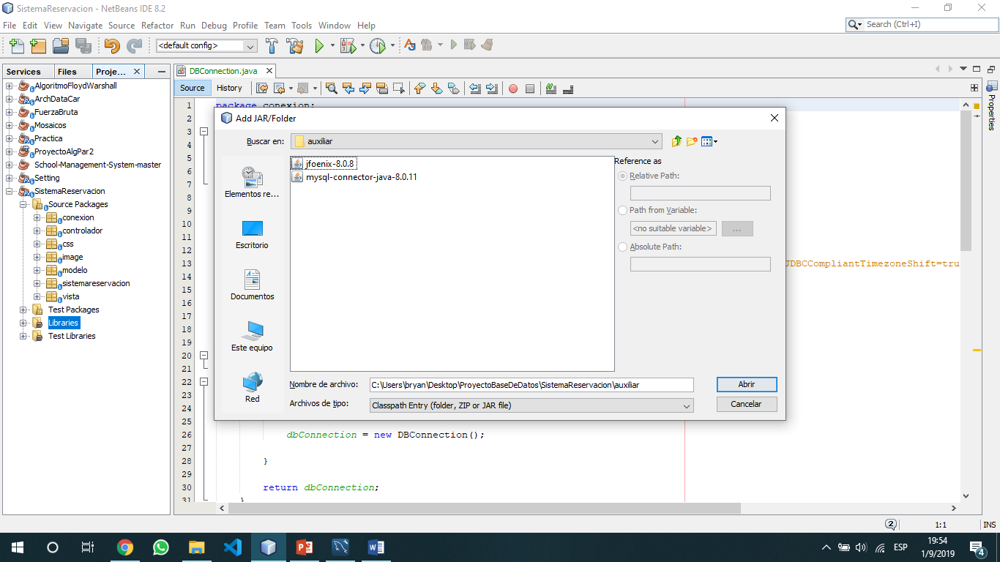 SistemaReservacion - NetBeans IDE 8.2
File Edit View Navigate Source Refactor Run Debug Profile Team Tools Window Help
Search (Ctrl+I)
<default config>
Services Files Proje...
DBConnection.java
AlgoritmoFloydWarshall
ArchDataCar
FuerzaBruta
Mosaicos
Practica
ProyectoAlgPar2
School-Management-System-master
Setting
SistemaReservacion
Source Packages
conexion
controlador
css
image
modelo
sistemareservacion
vista
Test Packages
Libraries
Test Libraries
Source History
1 package conexion;
2
3
4
5
6
7
8
9
10
11
12
13 JDBCCompliantTimezoneShift=tru
14
15
16
17
18
19
20
21
22
23
24
25
26 dbConnection = new DBConnection();
27
28 }
29
30 return dbConnection;
31 }
Add JAR/Folder
Buscar en: auxiliar
Elementos re...
Escritorio
Documentos
Este equipo
Red
jfoenix-8.0.8
mysql-connector-java-8.0.11
Reference as
Relative Path:
Path from Variable:
<no suitable variable> ...
Absolute Path:
Nombre de archivo: C:\Users\bryan\Desktop\ProyectoBaseDeDatos\SistemaReservacion\auxiliar
Archivos de tipo: Classpath Entry (folder, ZIP or JAR file)
Abrir
Cancelar
Properties
2 1:1 INS
ESP
19:54
1/9/2019
4